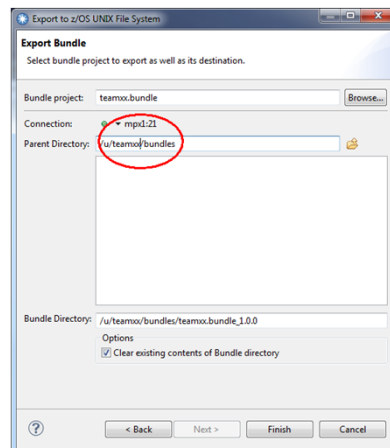 Export to z/OS UNIX File System
Export Bundle
Select bundle project to export as well as its destination.
Bundle project: teamxx.bundle Browse...
Connection: mpx1:21
Parent Directory: /u/teamxx/bundles
Bundle Directory: /u/teamxx/bundles/teamxx.bundle_1.0.0
Options
Clear existing contents of Bundle directory
? < Back Next > Finish Cancel